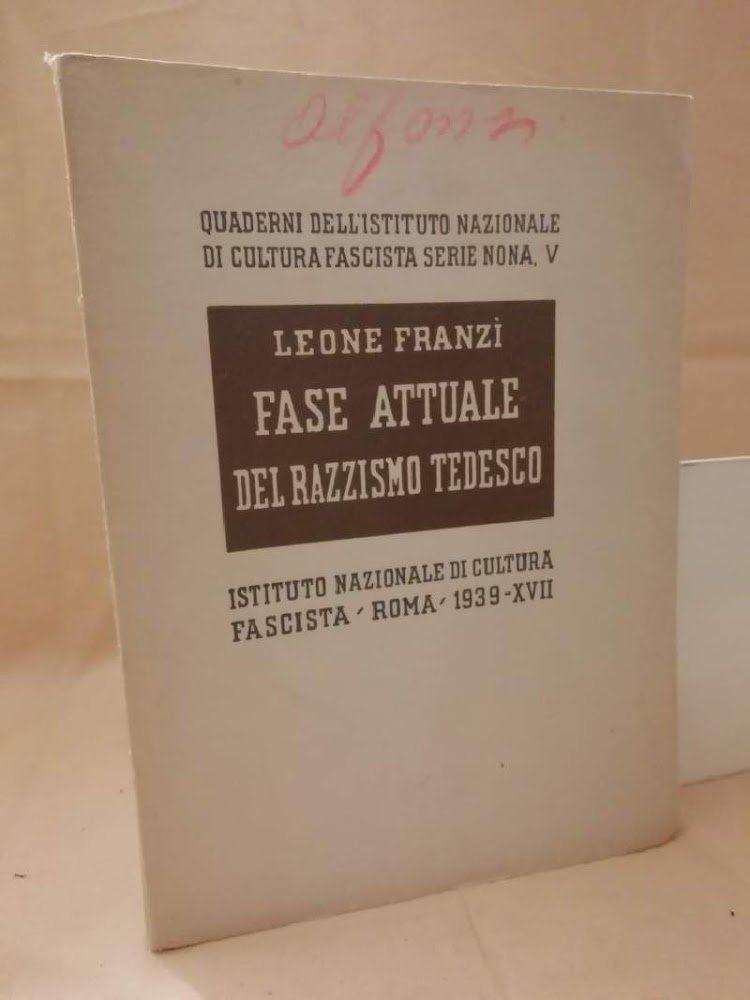 QUADERNI DELL'ISTITUTO NAZIONALE
DI CULTURA FASCISTA SERIE NONA, V
LEONE FRANZÌ
FASE ATTUALE
DEL RAZZISMO TEDESCO
ISTITUTO NAZIONALE DI CULTURA
FASCISTA ′ ROMA ′ 1939-XVII